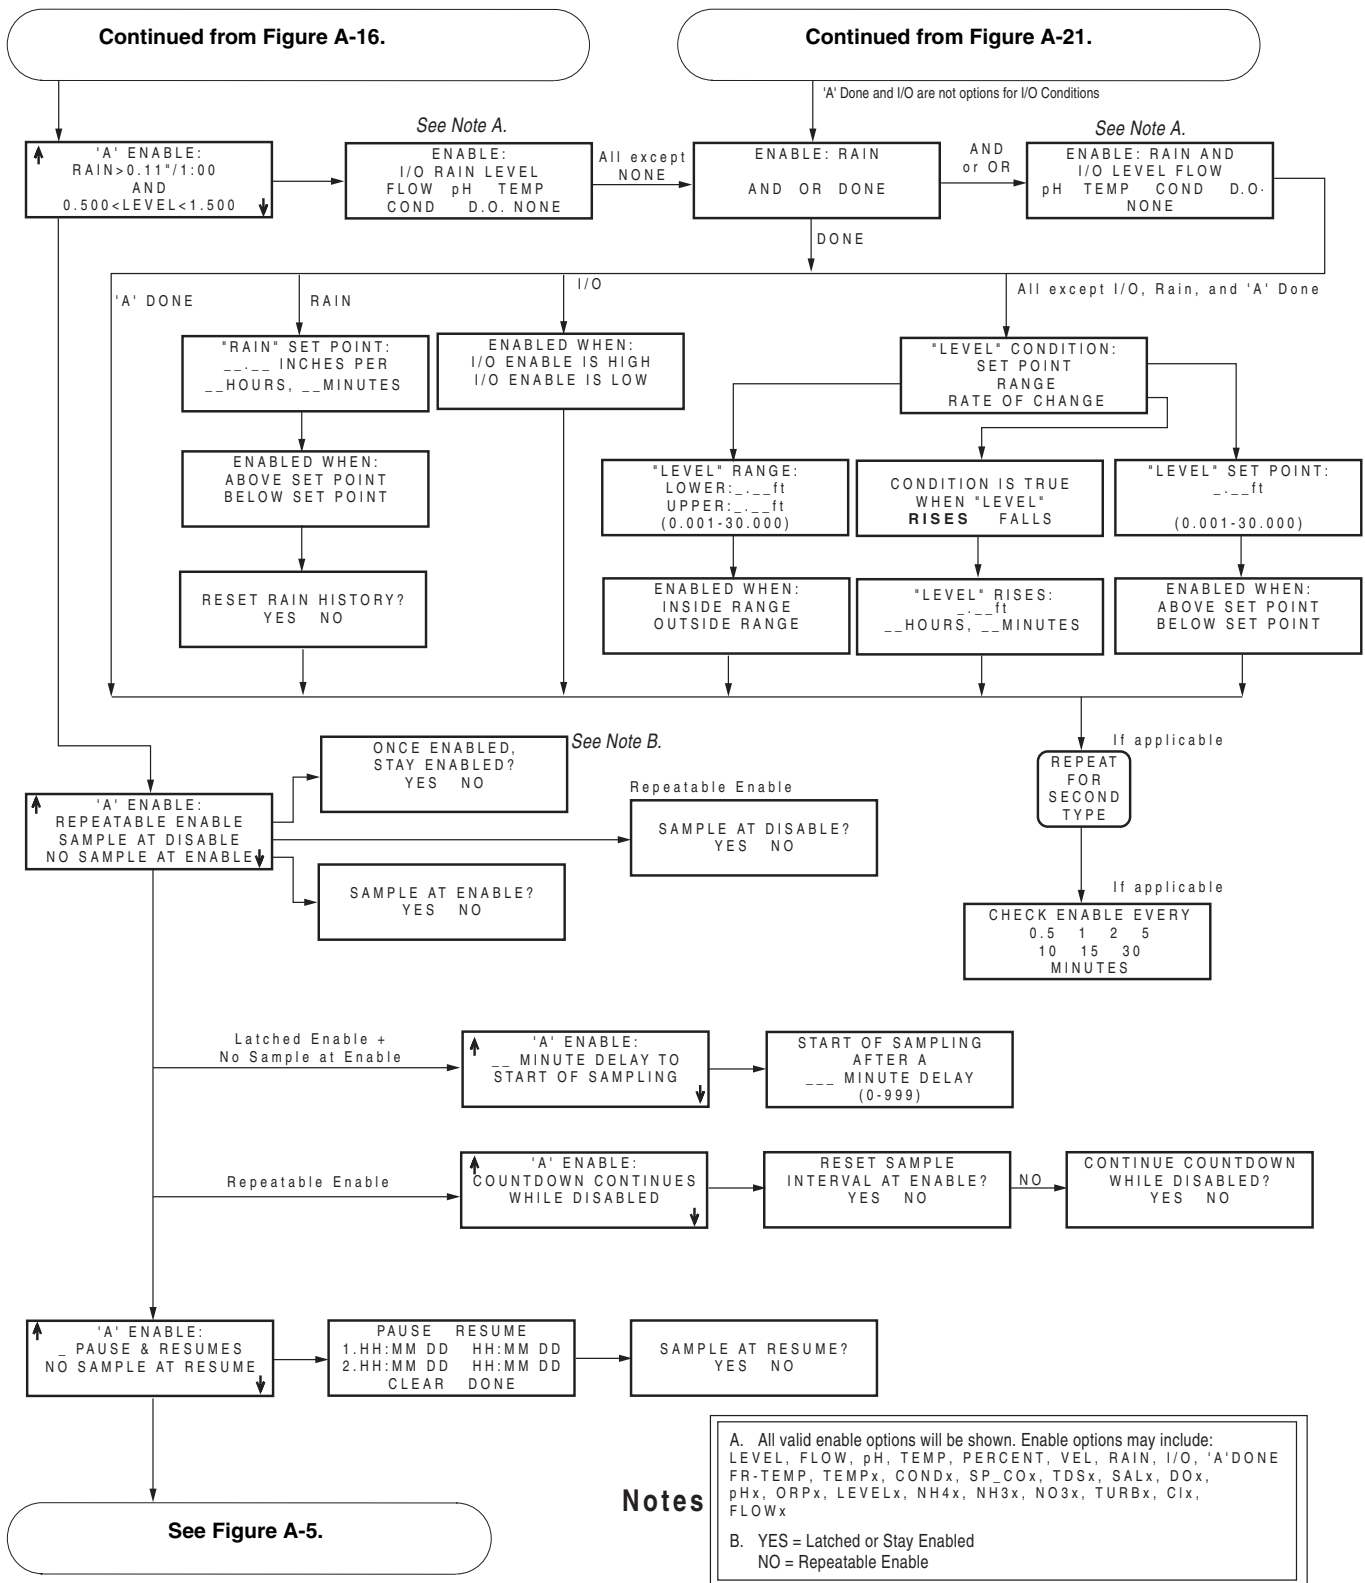 Continued from Figure A-16.
Continued from Figure A-21.
'A' Done and I/O are not options for I/O Conditions
'A' ENABLE:
RAIN>0.11"/1:00
AND
0.500<LEVEL<1.500
See Note A.
ENABLE:
I/O RAIN LEVEL
FLOW pH TEMP
COND D.O. NONE
All except
NONE
ENABLE: RAIN
AND OR DONE
AND
or OR
See Note A.
ENABLE: RAIN AND
I/O LEVEL FLOW
pH TEMP COND D.O.
NONE
DONE
'A' DONE
RAIN
I/O
All except I/O, Rain, and 'A' Done
"RAIN" SET POINT:
__.__ INCHES PER
__HOURS, __MINUTES
ENABLED WHEN:
ABOVE SET POINT
BELOW SET POINT
RESET RAIN HISTORY?
YES NO
ENABLED WHEN:
I/O ENABLE IS HIGH
I/O ENABLE IS LOW
"LEVEL" CONDITION:
SET POINT
RANGE
RATE OF CHANGE
"LEVEL" RANGE:
LOWER:_.__ft
UPPER:_.__ft
(0.001-30.000)
ENABLED WHEN:
INSIDE RANGE
OUTSIDE RANGE
CONDITION IS TRUE
WHEN "LEVEL"
RISES FALLS
"LEVEL" RISES:
_.__ft
__HOURS, __MINUTES
"LEVEL" SET POINT:
_.__ft
(0.001-30.000)
ENABLED WHEN:
ABOVE SET POINT
BELOW SET POINT
If applicable
REPEAT
FOR
SECOND
TYPE
If applicable
CHECK ENABLE EVERY
0.5 1 2 5
10 15 30
MINUTES
'A' ENABLE:
REPEATABLE ENABLE
SAMPLE AT DISABLE
NO SAMPLE AT ENABLE
ONCE ENABLED,
STAY ENABLED?
YES NO
See Note B.
Repeatable Enable
SAMPLE AT DISABLE?
YES NO
SAMPLE AT ENABLE?
YES NO
Latched Enable +
No Sample at Enable
'A' ENABLE:
__ MINUTE DELAY TO
START OF SAMPLING
START OF SAMPLING
AFTER A
___ MINUTE DELAY
(0-999)
Repeatable Enable
'A' ENABLE:
COUNTDOWN CONTINUES
WHILE DISABLED
RESET SAMPLE
INTERVAL AT ENABLE?
YES NO
NO
CONTINUE COUNTDOWN
WHILE DISABLED?
YES NO
'A' ENABLE:
_ PAUSE & RESUMES
NO SAMPLE AT RESUME
PAUSE RESUME
1.HH:MM DD HH:MM DD
2.HH:MM DD HH:MM DD
CLEAR DONE
SAMPLE AT RESUME?
YES NO
See Figure A-5.
Notes
A. All valid enable options will be shown. Enable options may include:
LEVEL, FLOW, pH, TEMP, PERCENT, VEL, RAIN, I/O, 'A'DONE
FR-TEMP, TEMPx, CONDx, SP_COx, TDSx, SALx, DOx,
pHx, ORPx, LEVELx, NH4x, NH3x, NO3x, TURBx, Clx,
FLOWx
B. YES = Latched or Stay Enabled
NO = Repeatable Enable